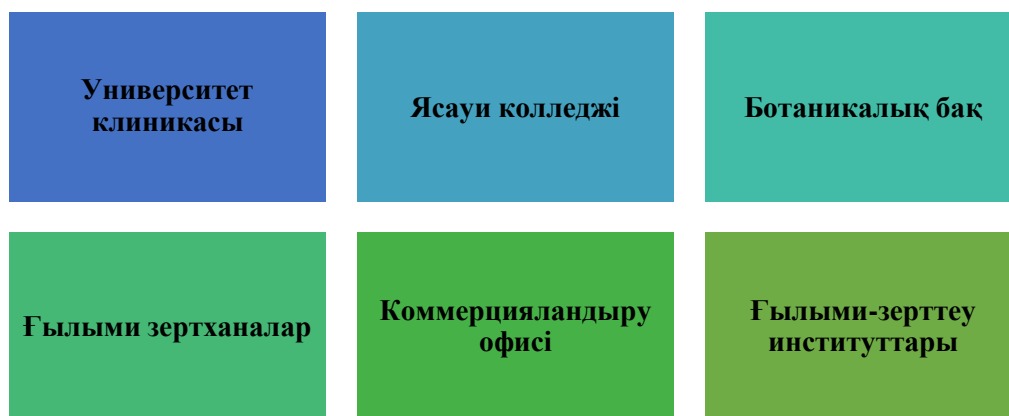 Университет
клиникасы
Ясауи колледжі
Ботаникалық бақ
Ғылыми зертханалар
Коммерцияландыру
офисі
Ғылыми-зерттеу
институттары